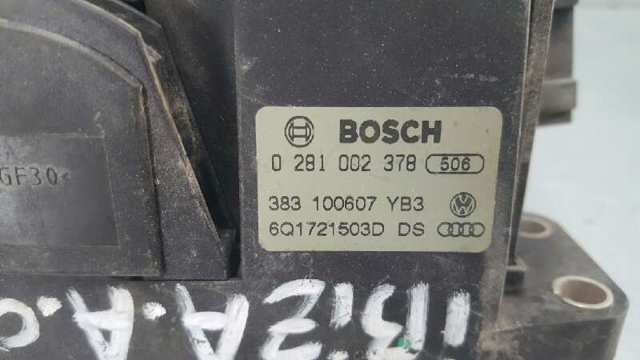 GF30<
BOSCH
0 281 002 378 506
383 100607 YB3
6Q1721503D DS
IBIZA.A.